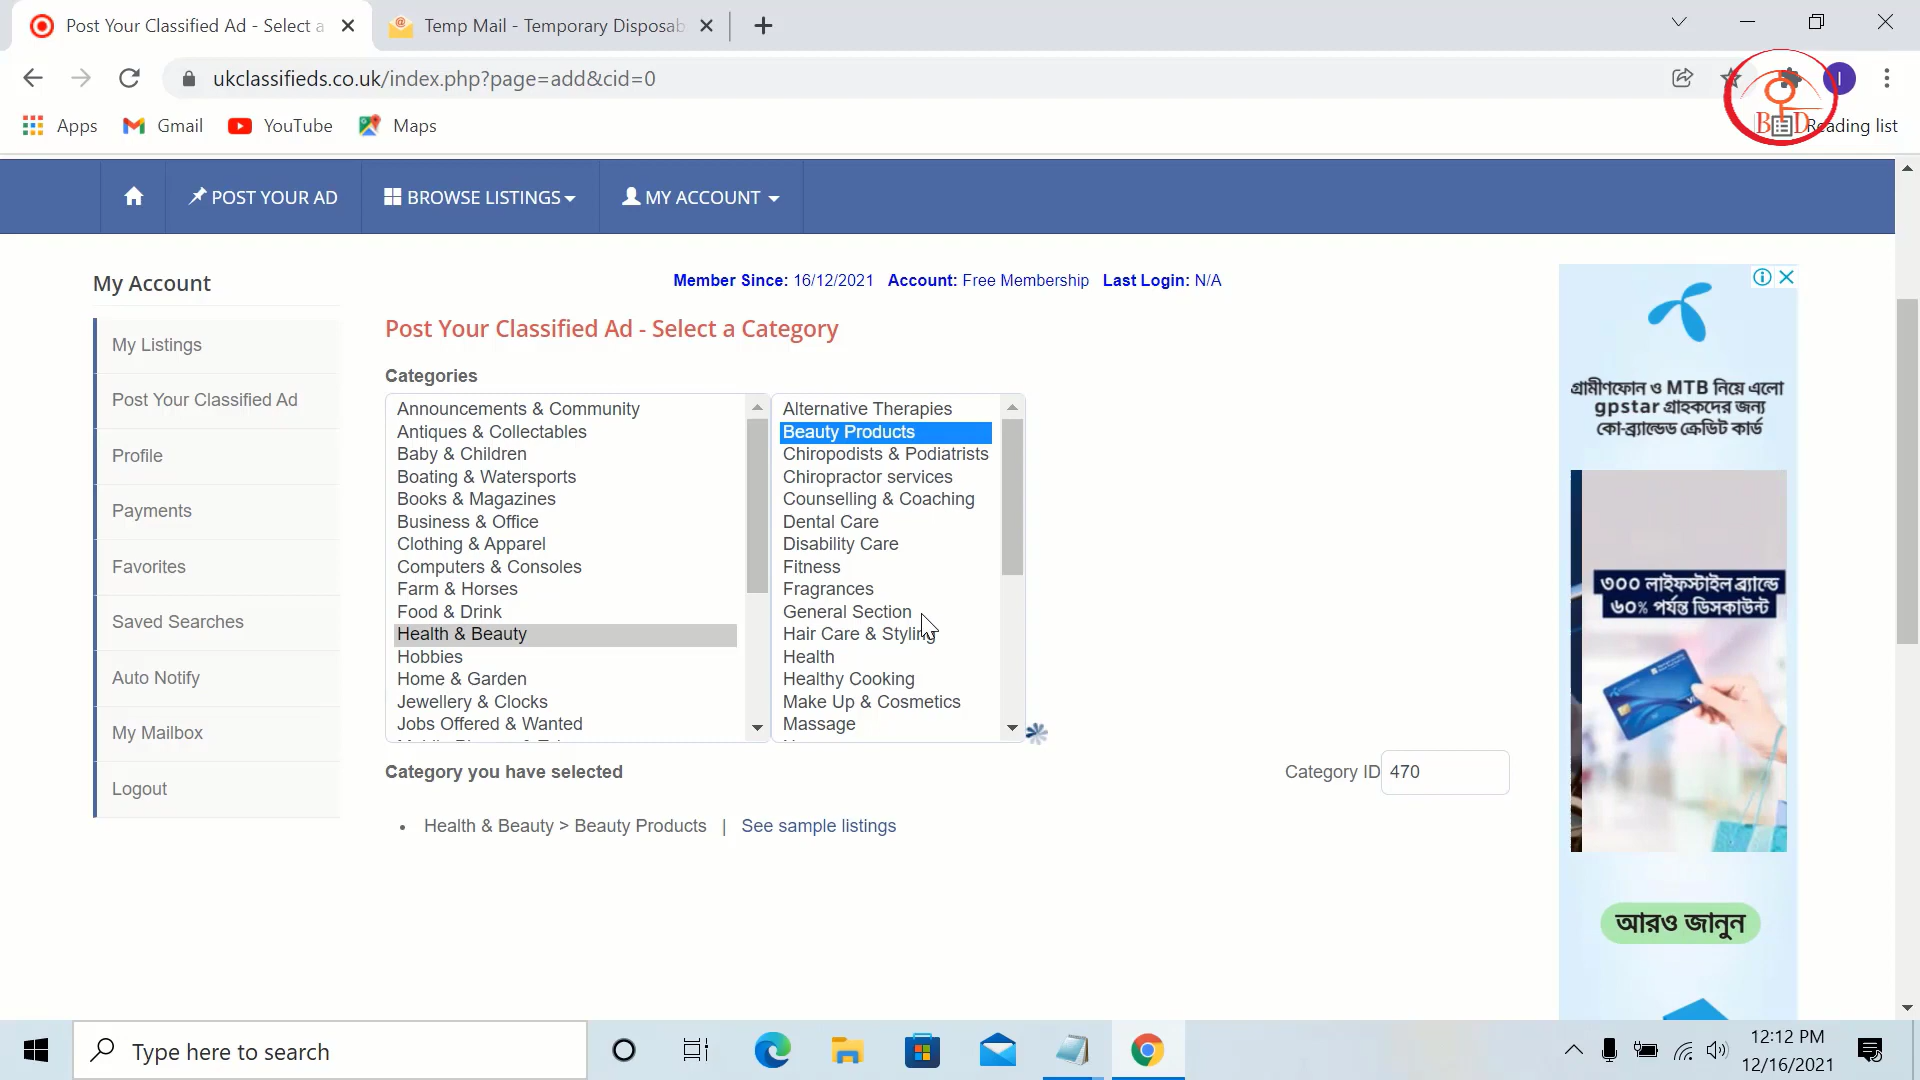 Post Your Classified Ad - Select a
Temp Mail - Temporary Disposab
ukclassifieds.co.uk/index.php?page=add&cid=0
I
Apps
Gmail
YouTube
Maps
B D
Reading list
POST YOUR AD
BROWSE LISTINGS
MY ACCOUNT
My Account
My Listings
Post Your Classified Ad
Profile
Payments
Favorites
Saved Searches
Auto Notify
My Mailbox
Logout
Member Since: 16/12/2021 Account: Free Membership Last Login: N/A
Post Your Classified Ad - Select a Category
Categories
Announcements & Community
Antiques & Collectables
Baby & Children
Boating & Watersports
Books & Magazines
Business & Office
Clothing & Apparel
Computers & Consoles
Farm & Horses
Food & Drink
Health & Beauty
Hobbies
Home & Garden
Jewellery & Clocks
Jobs Offered & Wanted
Alternative Therapies
Beauty Products
Chiropodists & Podiatrists
Chiropractor services
Counselling & Coaching
Dental Care
Disability Care
Fitness
Fragrances
General Section
Hair Care & Styling
Health
Healthy Cooking
Make Up & Cosmetics
Massage
Category you have selected
Category ID 470
Health & Beauty > Beauty Products | See sample listings
গ্রামীণফোন ও MTB নিয়ে এলো
gpstar গ্রাহকদের জন্য
কো-ব্র্যান্ডেড ক্রেডিট কার্ড
৩০০ লাইফস্টাইল ব্র্যান্ডে
৬০% পর্যন্ত ডিসকাউন্ট
আরও জানুন
Type here to search
12:12 PM
12/16/2021